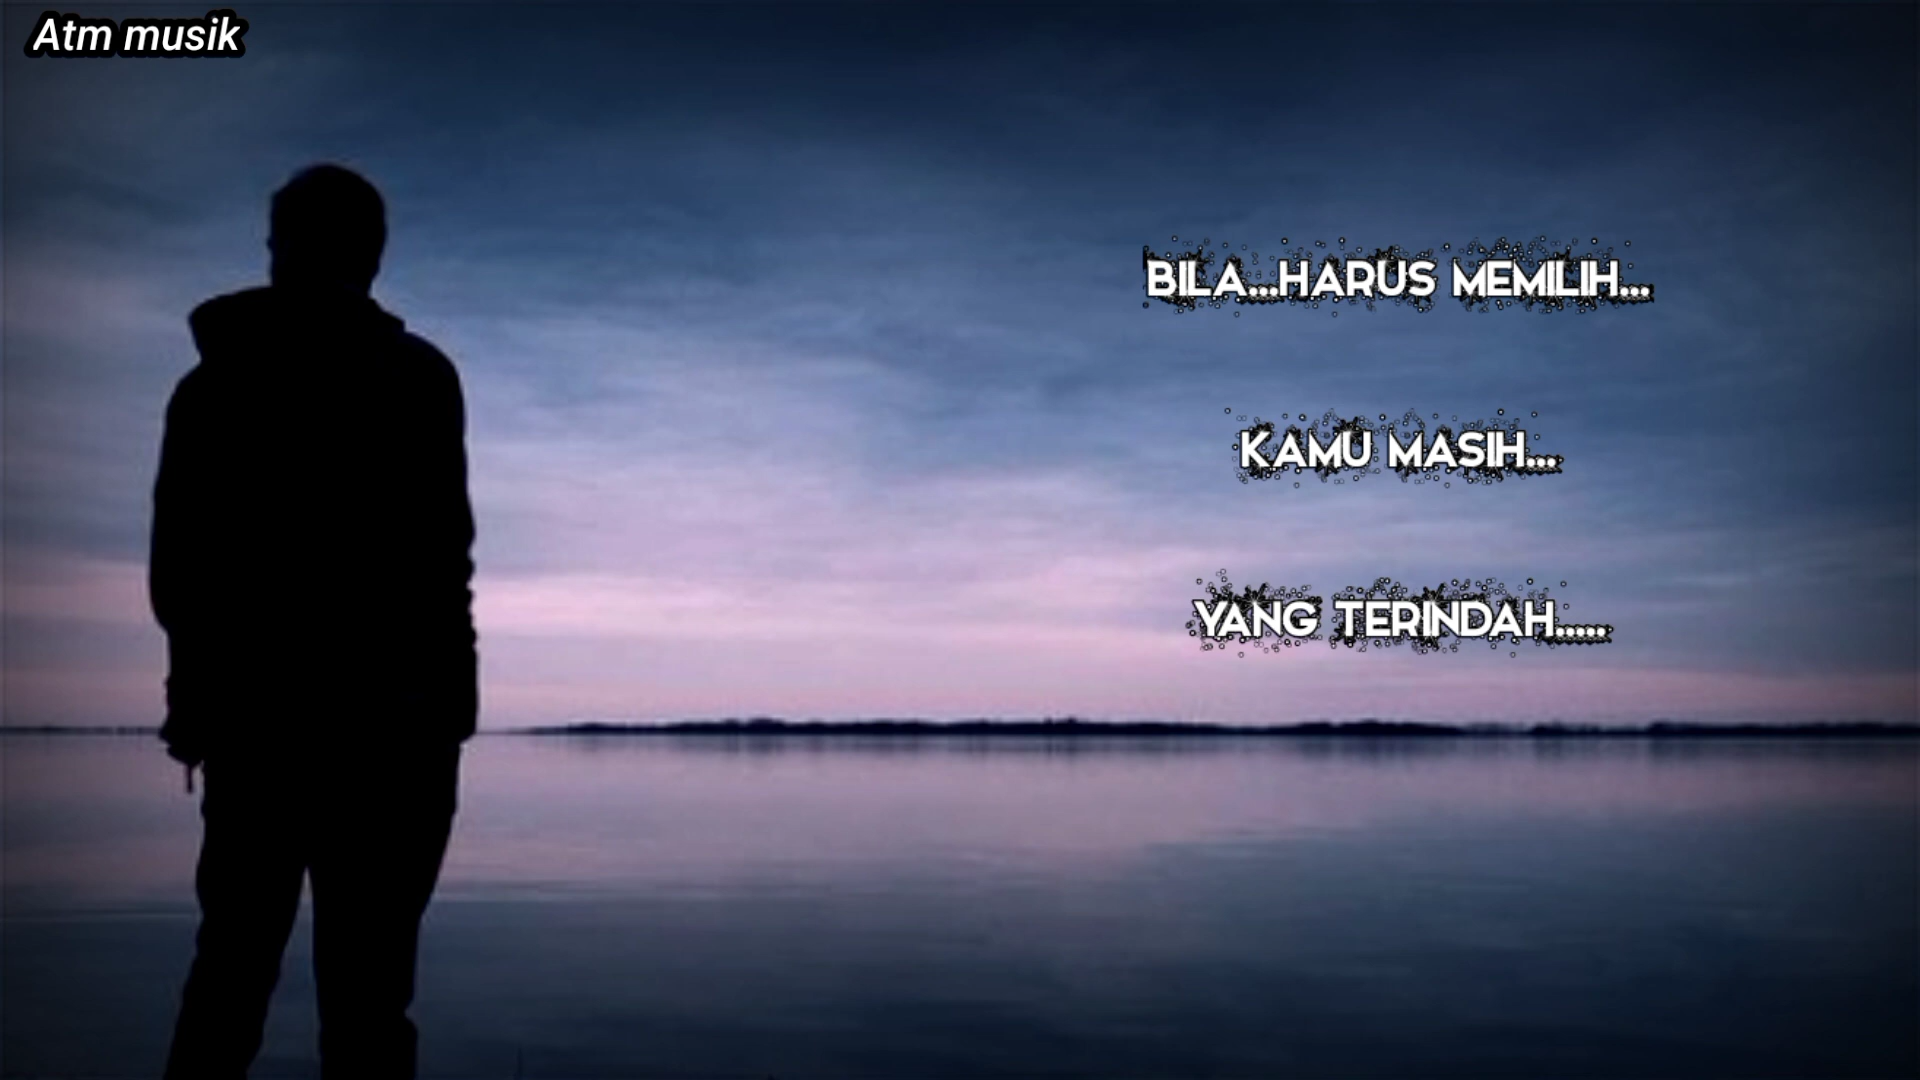 Atm musik
BILA...HARUS MEMILIH...
KAMU MASIH...
YANG TERINDAH.....